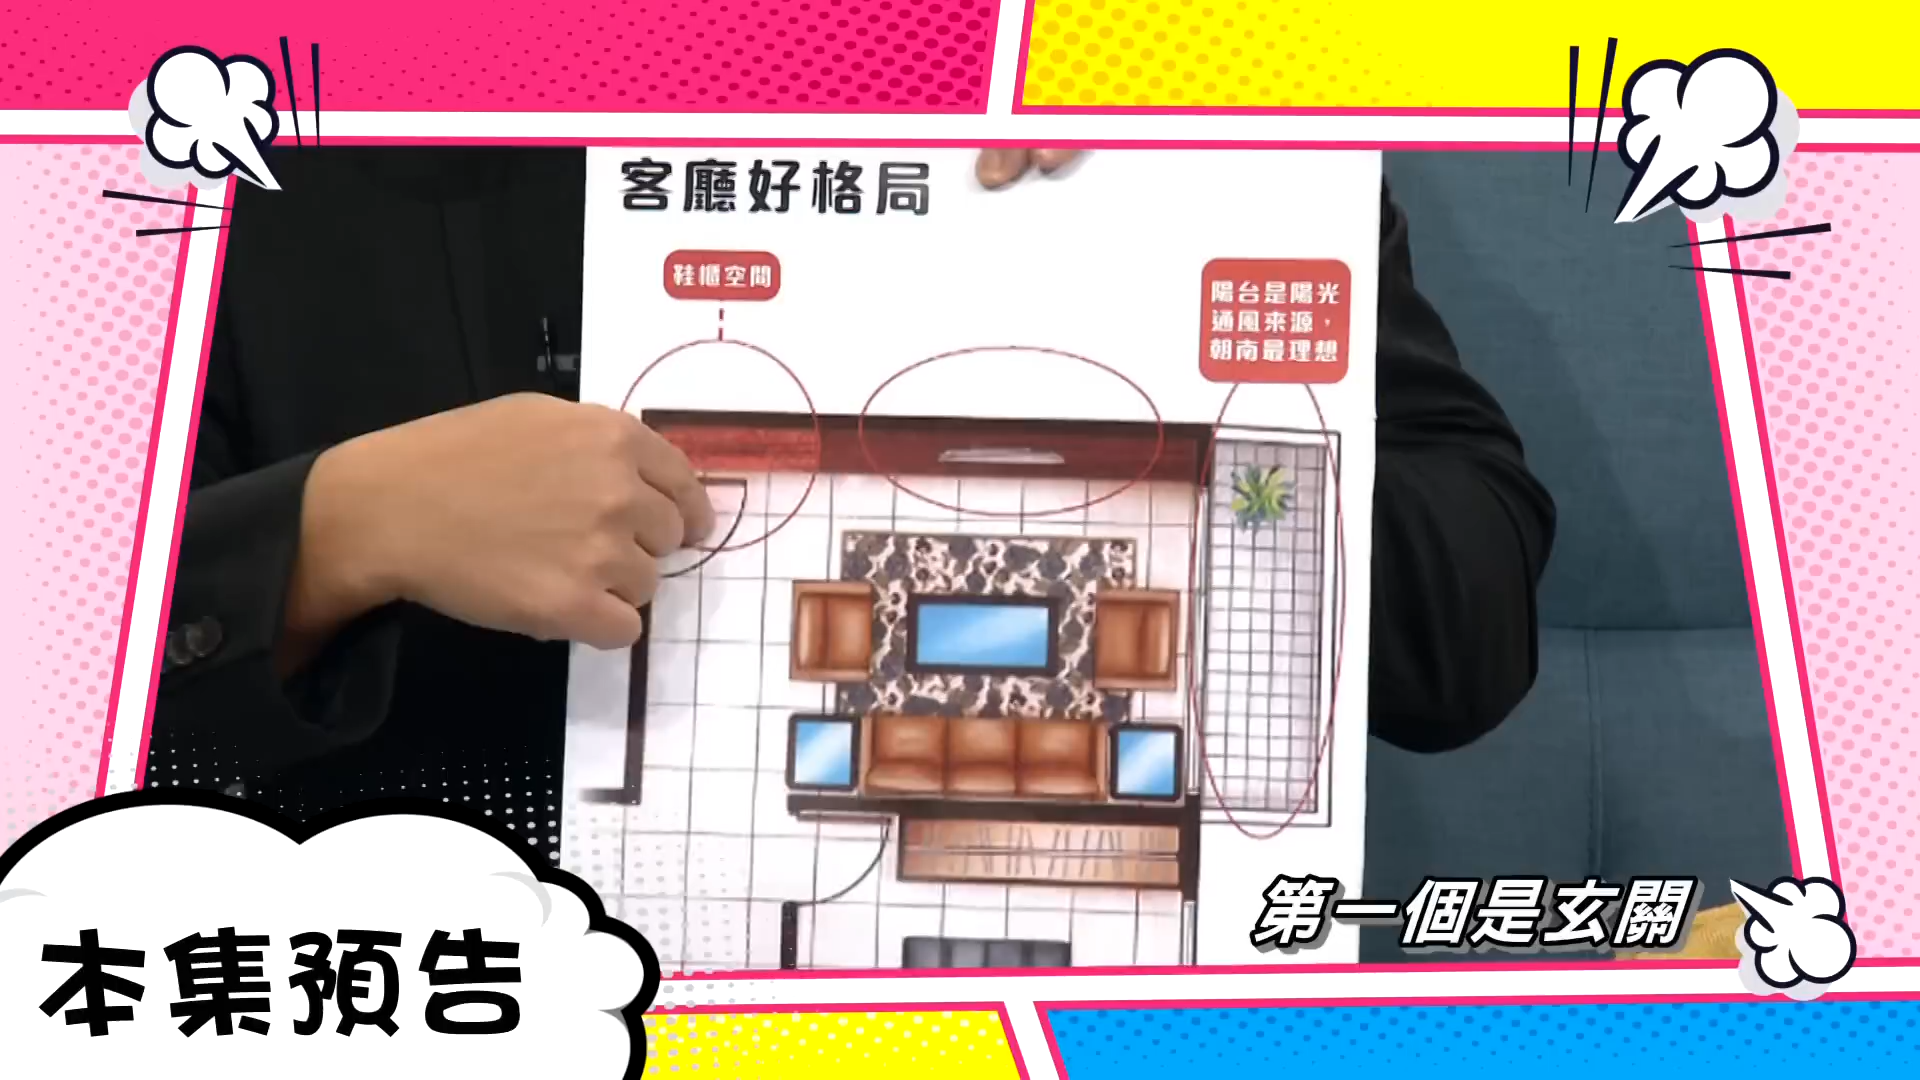 客廳好格局
鞋櫃空間
陽台是陽光
通風來源，
朝南最理想
第一個是玄關
本集預告